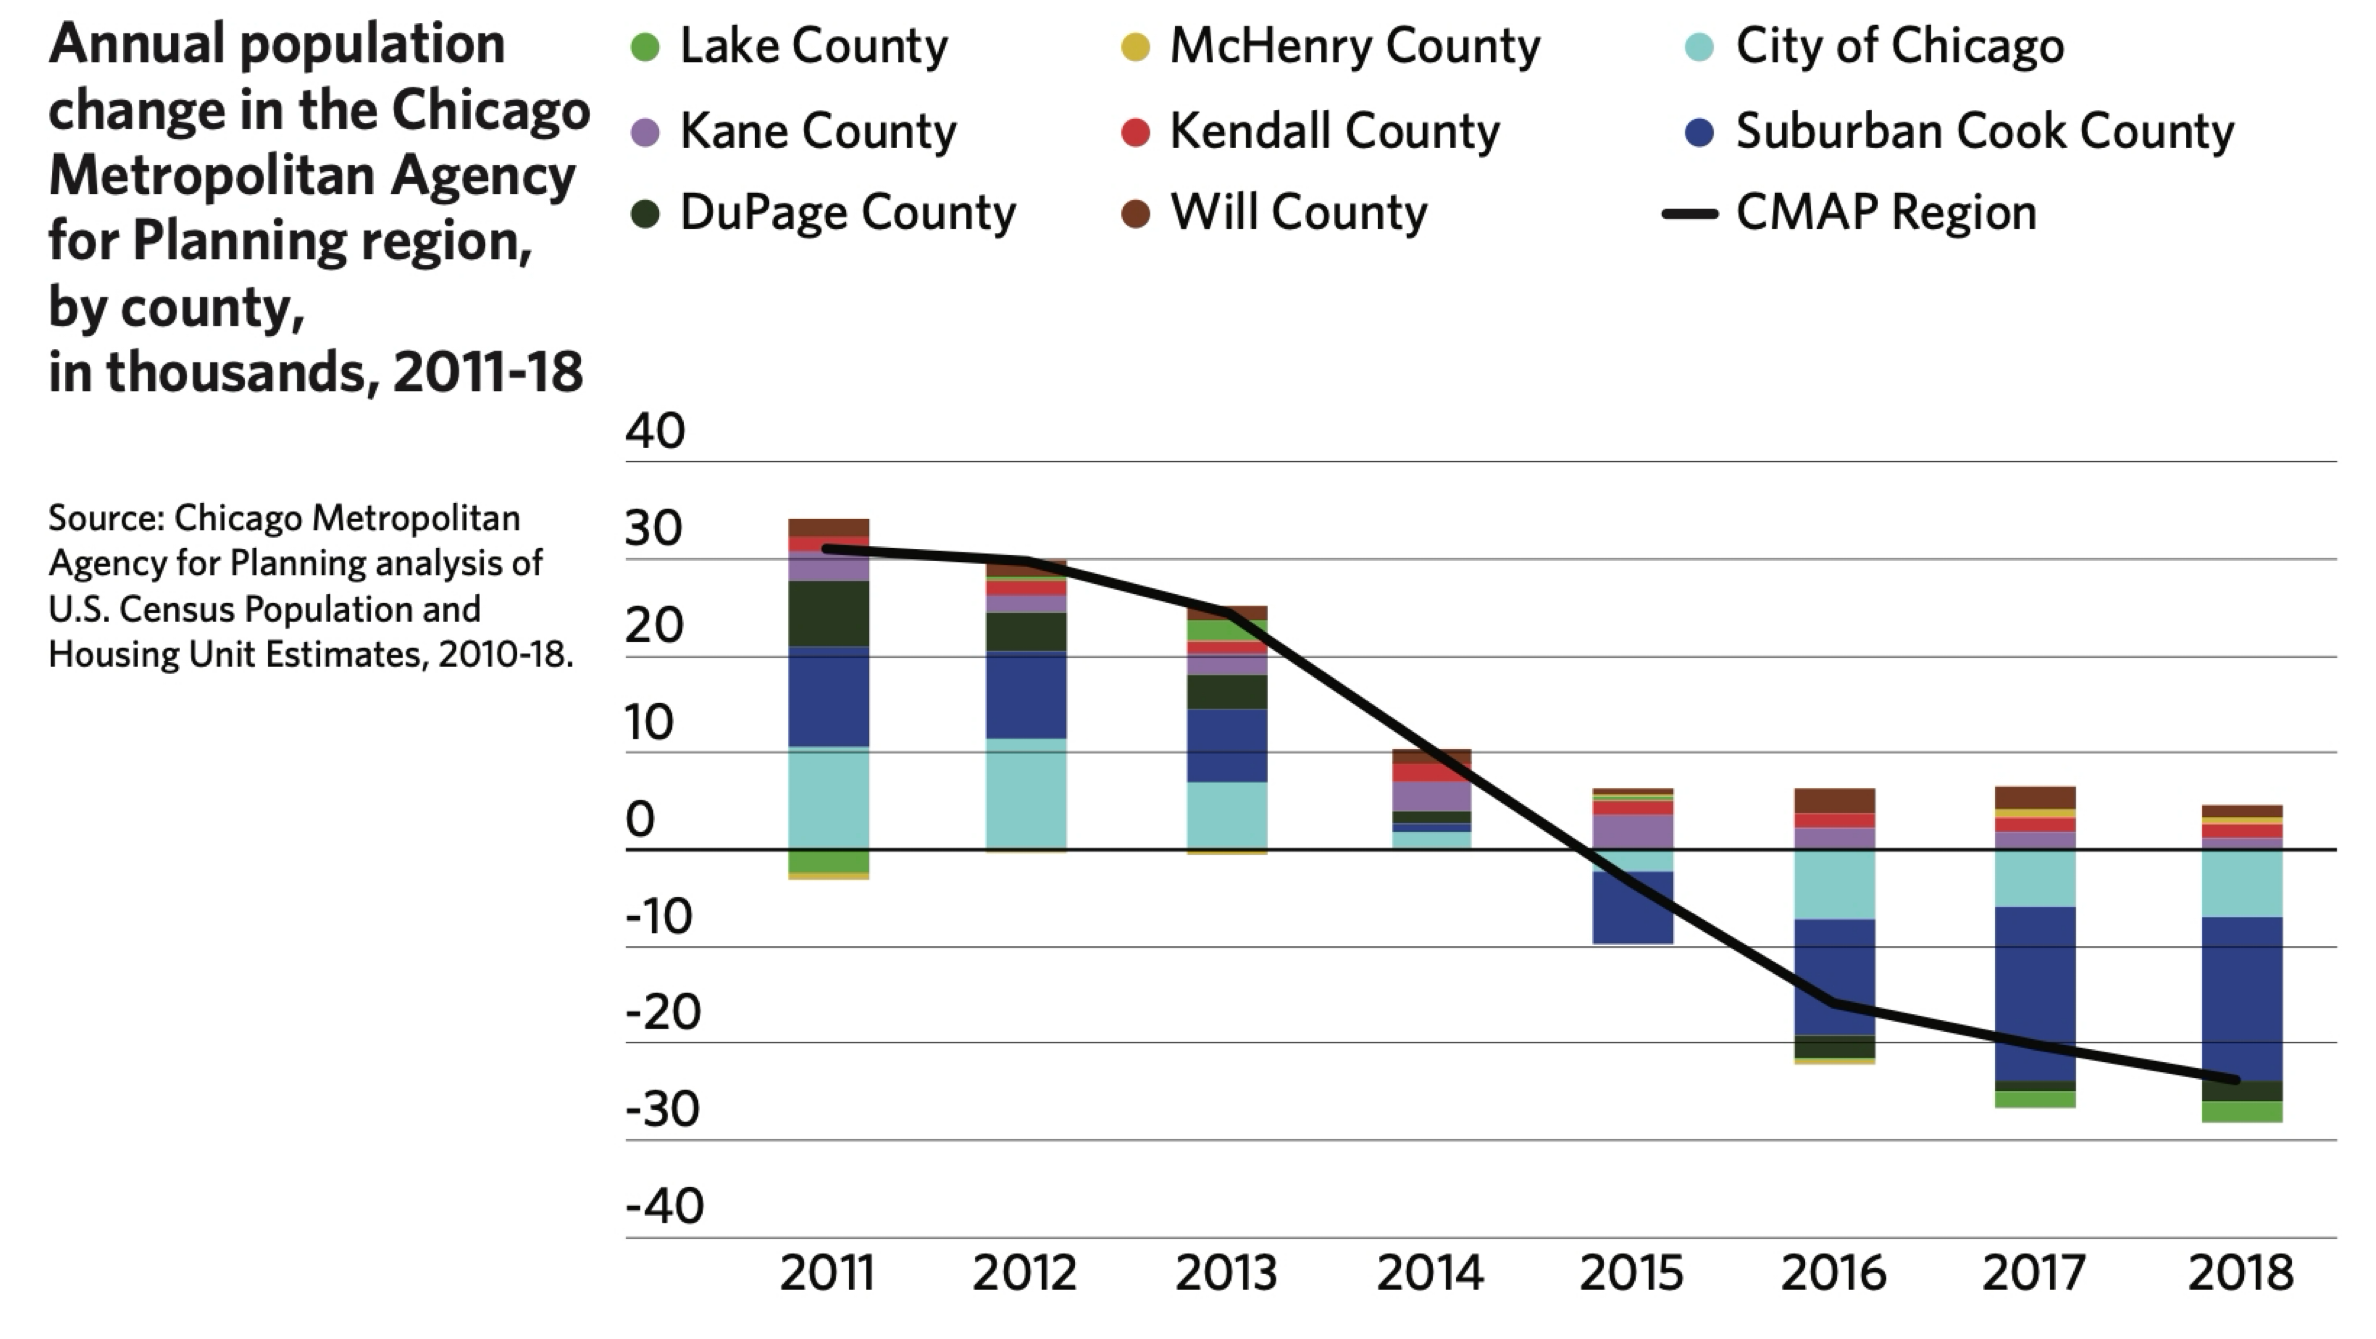 Annual population
change in the Chicago
Metropolitan Agency
for Planning region,
by county,
in thousands, 2011-18
Source: Chicago Metropolitan
Agency for Planning analysis of
U.S. Census Population and
Housing Unit Estimates, 2010-18.
Lake County
McHenry County
City of Chicago
Kane County
Kendall County
Suburban Cook County
DuPage County
Will County
CMAP Region
40
30
20
10
0
-10
-20
-30
-40
2011
2012
2013
2014
2015
2016
2017
2018